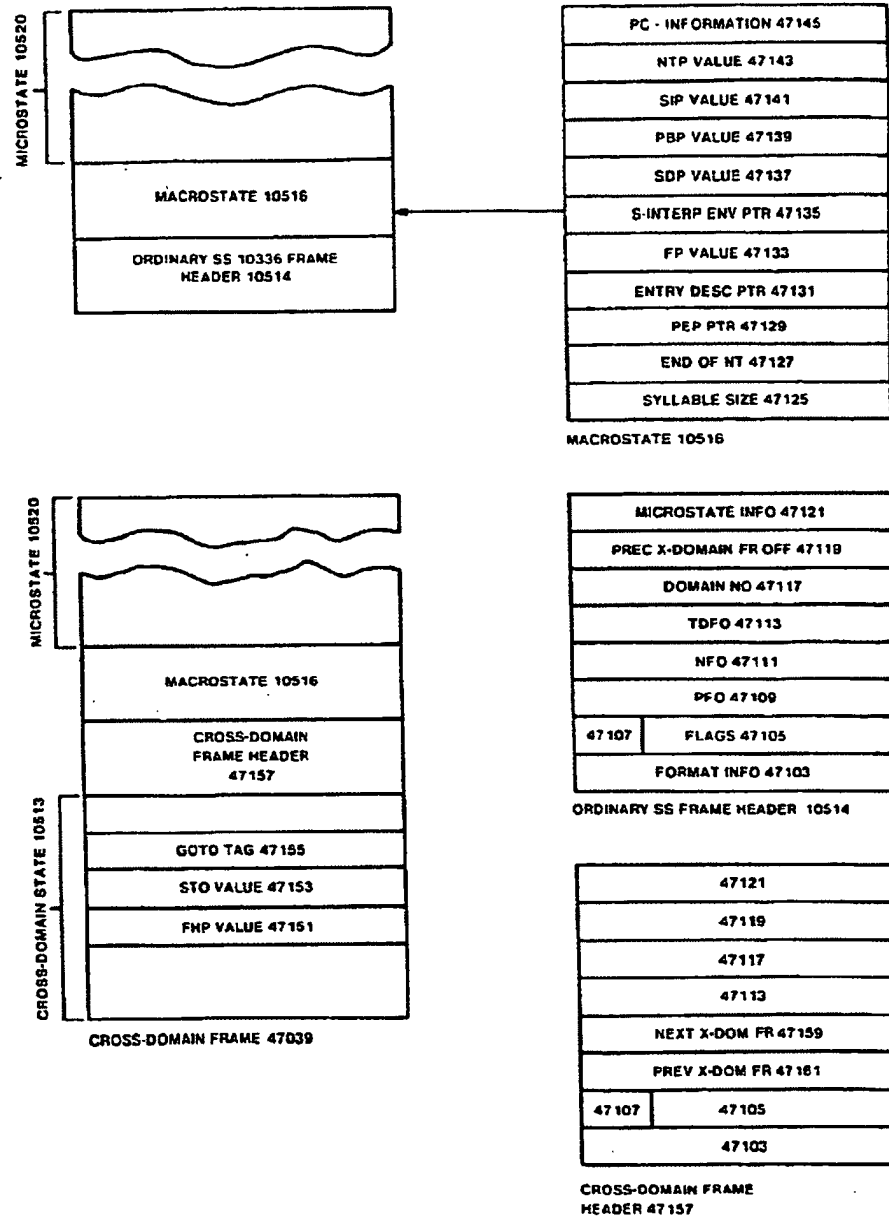 MICROSTATE 10520
MACROSTATE 10516
ORDINARY SS 10336 FRAME
HEADER 10514
PC - INFORMATION 47145
NTP VALUE 47143
SIP VALUE 47141
PBP VALUE 47139
SDP VALUE 47137
S-INTERP ENV PTR 47135
FP VALUE 47133
ENTRY DESC PTR 47131
PEP PTR 47129
END OF NT 47127
SYLLABLE SIZE 47125
MACROSTATE 10516
MICROSTATE 10520
MACROSTATE 10516
CROSS-DOMAIN
FRAME HEADER
47157
CROSS-DOMAIN STATE 10513
GOTO TAG 47155
STO VALUE 47153
FHP VALUE 47151
CROSS-DOMAIN FRAME 47039
MICROSTATE INFO 47121
PREC X-DOMAIN FR OFF 47119
DOMAIN NO 47117
TDFO 47113
NFO 47111
PFO 47109
47107 FLAGS 47105
FORMAT INFO 47103
ORDINARY SS FRAME HEADER 10514
47121
47119
47117
47113
NEXT X-DOM FR 47159
PREV X-DOM FR 47161
47107 47105
47103
CROSS-DOMAIN FRAME
HEADER 47157